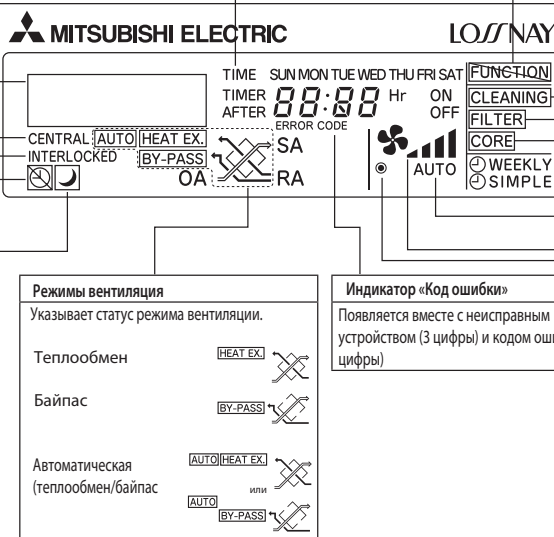 MITSUBISHI ELECTRIC
LOSSNAY
TIME SUN MON TUE WED THU FRI SAT FUNCTION
TIMER 88:88 Hr ON CLEANING
AFTER OFF FILTER
ERROR CODE
CENTRAL AUTO HEAT EX. SA CORE
INTERLOCKED BY-PASS
OA RA AUTO WEEKLY
SIMPLE
Режимы вентиляция
Указывает статус режима вентиляции.
Теплообмен HEAT EX.
Байпас BY-PASS
Автоматическая AUTO HEAT EX.
(теплообмен/байпас или
AUTO
BY-PASS
Индикатор «Код ошибки»
Появляется вместе с неисправным
устройством (3 цифры) и кодом оши
цифры)